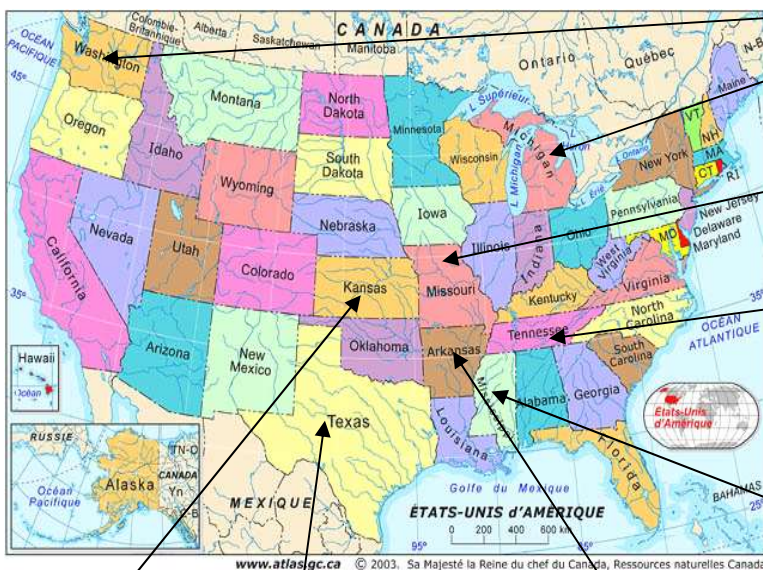 CANADA
OCÉAN
PACIFIQUE
Colombie-
Britannique
Alberta
Saskatchewan
Manitoba
Ontario
Québec
N-B
45°
Washington
Montana
North
Dakota
Minnesota
L. Supérieur
Michigan
L. Michigan
L. Ontario
L. Érié
Maine
VT
NH
MA
CT
RI
New York
Oregon
Idaho
Wyoming
South
Dakota
Wisconsin
Iowa
Nebraska
Illinois
Indiana
Ohio
Pennsylvania
New Jersey
Delaware
Maryland
MD
West
Virginia
Virginia
35°
California
Nevada
Utah
Colorado
Kansas
Missouri
Kentucky
Tennessee
North
Carolina
South
Carolina
35°
OCÉAN
ATLANTIQUE
Arizona
New
Mexico
Oklahoma
Arkansas
Mississippi
Alabama
Georgia
Texas
Louisiana
Florida
Hawaii
Océan
États-Unis
d'Amérique
RUSSIE
TN-O
CANADA
Yn
C-B
Alaska
Océan
Pacifique
MEXIQUE
Golfe du Mexique
BAHAMAS
25°
ÉTATS-UNIS d'AMÉRIQUE
0 200 400 600 km
95°
85°
www.atlas.gc.ca © 2003. Sa Majesté la Reine du chef du Canada, Ressources naturelles Canada